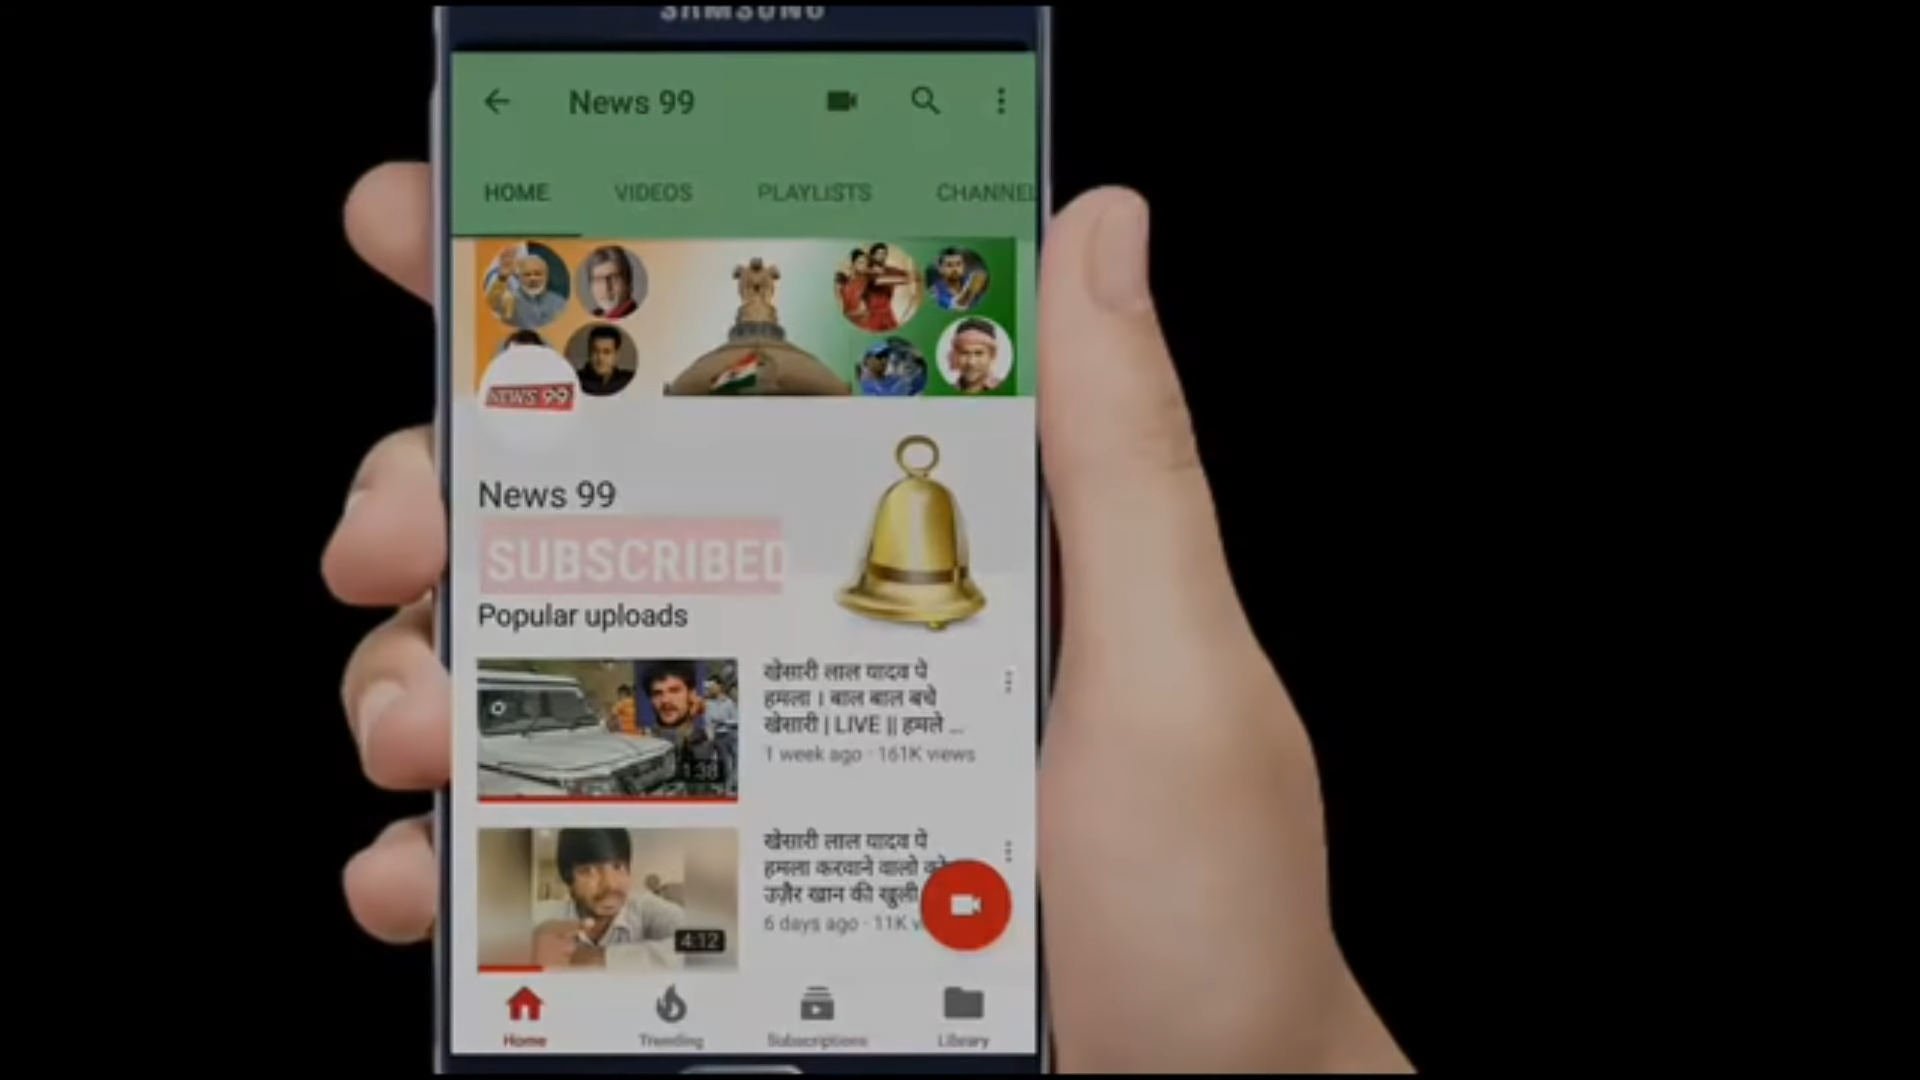 SAMSUNG
News 99
HOME VIDEOS PLAYLISTS CHANNEL
NEWS 99
News 99
SUBSCRIBED
Popular uploads
खेसारी लाल यादव पे
हमला । बाल बाल बचे
खेसारी | LIVE || हमले ...
1 week ago · 161K views
1:38
खेसारी लाल यादव पे
हमला करवाने वालो को
उज़ैर खान की खुली
6 days ago · 11K v
4:12
Home Trending Subscriptions Library